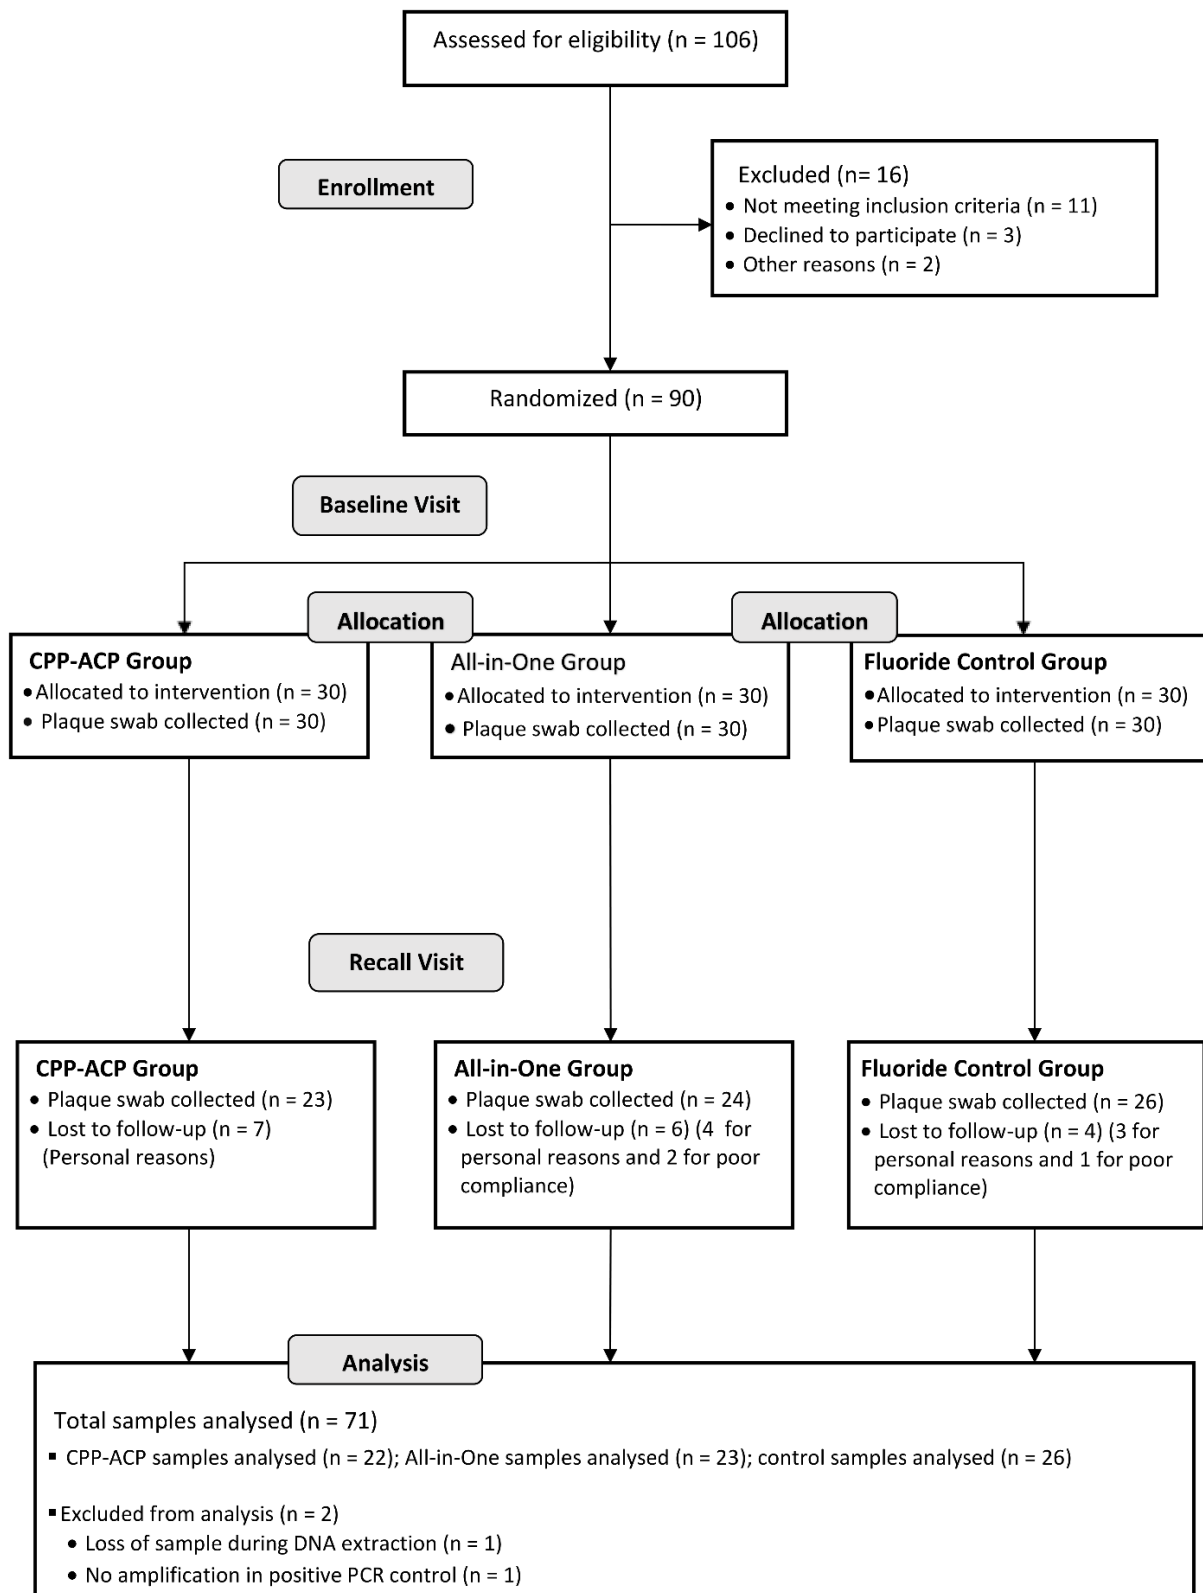 Assessed for eligibility (n = 106)
Enrollment
Excluded (n= 16)
• Not meeting inclusion criteria (n = 11)
• Declined to participate (n = 3)
• Other reasons (n = 2)
Randomized (n = 90)
Baseline Visit
Allocation
Allocation
CPP-ACP Group
•Allocated to intervention (n = 30)
• Plaque swab collected (n = 30)
All-in-One Group
•Allocated to intervention (n = 30)
• Plaque swab collected (n = 30)
Fluoride Control Group
•Allocated to intervention (n = 30)
•Plaque swab collected (n = 30)
Recall Visit
CPP-ACP Group
• Plaque swab collected (n = 23)
• Lost to follow-up (n = 7)
(Personal reasons)
All-in-One Group
• Plaque swab collected (n = 24)
• Lost to follow-up (n = 6) (4 for
personal reasons and 2 for poor
compliance)
Fluoride Control Group
• Plaque swab collected (n = 26)
• Lost to follow-up (n = 4) (3 for
personal reasons and 1 for poor
compliance)
Analysis
Total samples analysed (n = 71)
▪ CPP-ACP samples analysed (n = 22); All-in-One samples analysed (n = 23); control samples analysed (n = 26)
▪Excluded from analysis (n = 2)
• Loss of sample during DNA extraction (n = 1)
• No amplification in positive PCR control (n = 1)